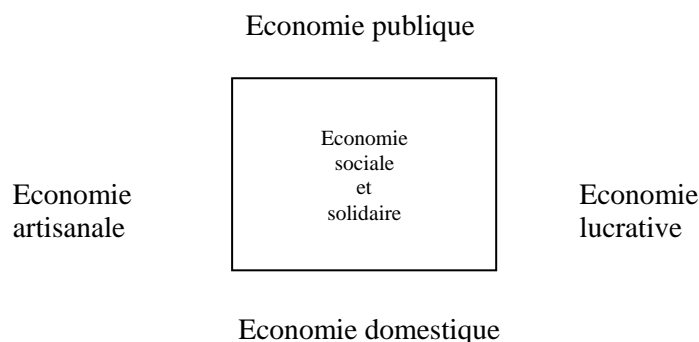 Economie publique
Economie
sociale
et
solidaire
Economie
artisanale
Economie
lucrative
Economie domestique